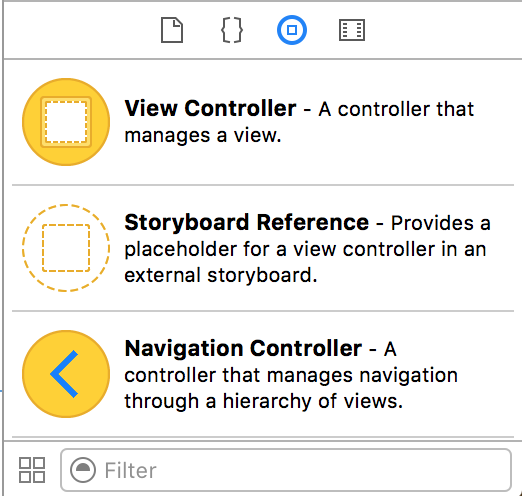 View Controller - A controller that
manages a view.
Storyboard Reference - Provides a
placeholder for a view controller in an
external storyboard.
Navigation Controller - A
controller that manages navigation
through a hierarchy of views.
Filter